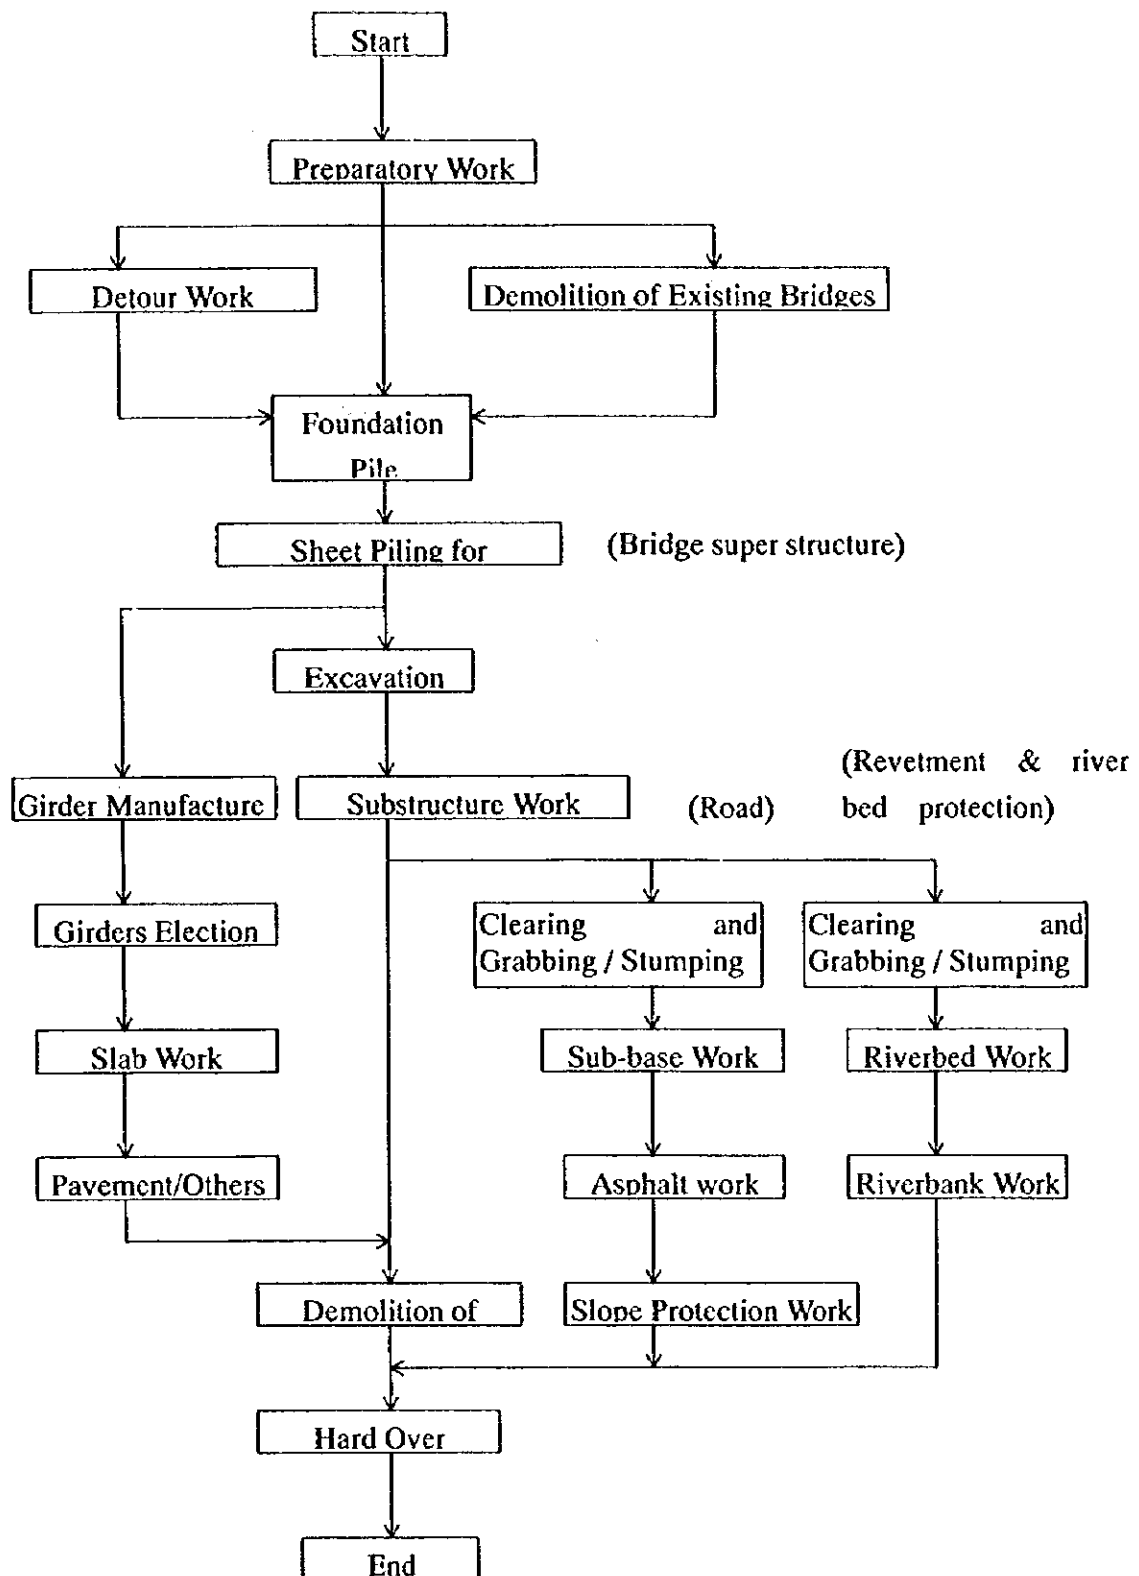 Start
Preparatory Work
Detour Work
Demolition of Existing Bridges
Foundation
Pile
Sheet Piling for
(Bridge super structure)
Excavation
(Revetment & river
bed protection)
Girder Manufacture
Substructure Work
(Road)
Girders Election
Clearing and
Grabbing / Stumping
Clearing and
Grabbing / Stumping
Slab Work
Sub-base Work
Riverbed Work
Pavement/Others
Asphalt work
Riverbank Work
Demolition of
Slope Protection Work
Hard Over
End